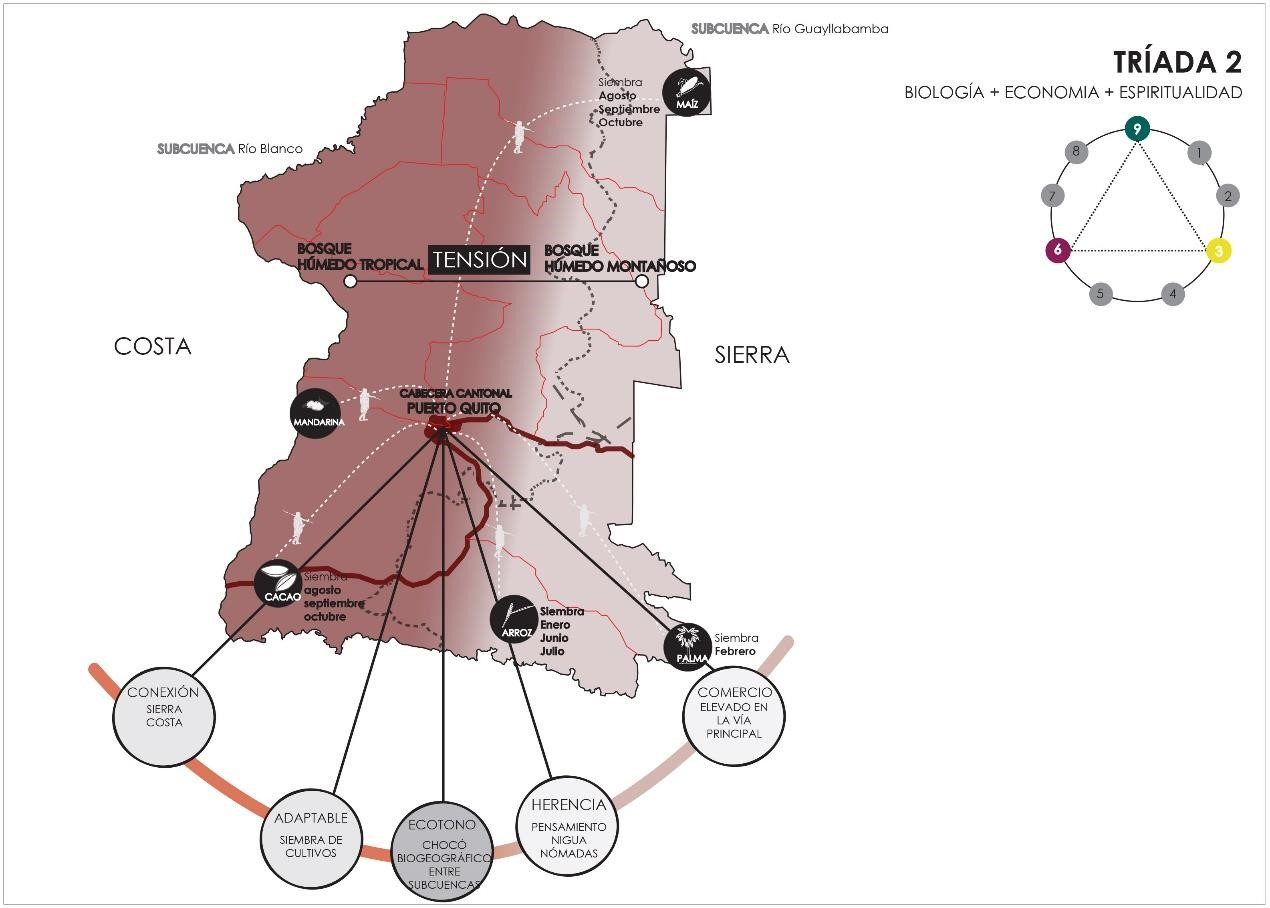 SUBCUENCA Río Guayllabamba
TRÍADA 2
BIOLOGÍA + ECONOMIA + ESPIRITUALIDAD
9
8
1
7
2
6
3
5
4
Siembra
Agosto
Septiembre
Octubre
MAÍZ
SUBCUENCA Río Blanco
BOSQUE
HÚMEDO TROPICAL
TENSIÓN
BOSQUE
HÚMEDO MONTAÑOSO
COSTA
SIERRA
MANDARINA
CABECERA CANTONAL
PUERTO QUITO
CACAO
Siembra
agosto
septiembre
octubre
ARROZ
Siembra
Enero
Junio
Julio
PALMA
Siembra
Febrero
CONEXIÓN
SIERRA
COSTA
ADAPTABLE
SIEMBRA DE
CULTIVOS
ECOTONO
CHOCÓ
BIOGEOGRÁFICO
ENTRE
SUBCUENCAS
HERENCIA
PENSAMIENTO
NIGUA
NÓMADAS
COMERCIO
ELEVADO EN
LA VÍA
PRINCIPAL